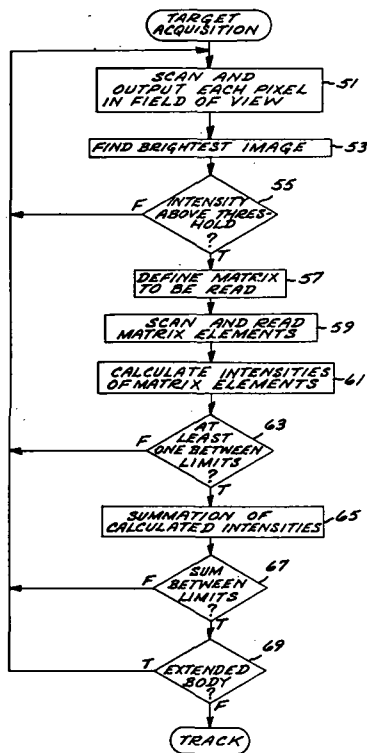 TARGET
ACQUISITION
SCAN AND
OUTPUT EACH PIXEL
IN FIELD OF VIEW
51
FIND BRIGHTEST IMAGE
53
55
F
INTENSITY
ABOVE THRES-
HOLD
?
T
DEFINE MATRIX
TO BE READ
57
SCAN AND READ
MATRIX ELEMENTS
59
CALCULATE INTENSITIES
OF MATRIX ELEMENTS
61
63
F
AT
LEAST
ONE BETWEEN
LIMITS
?
T
SUMMATION OF
CALCULATED INTENSITIES
65
67
F
SUM
BETWEEN
LIMITS
?
T
69
T
EXTENDED
BODY
?
F
TRACK